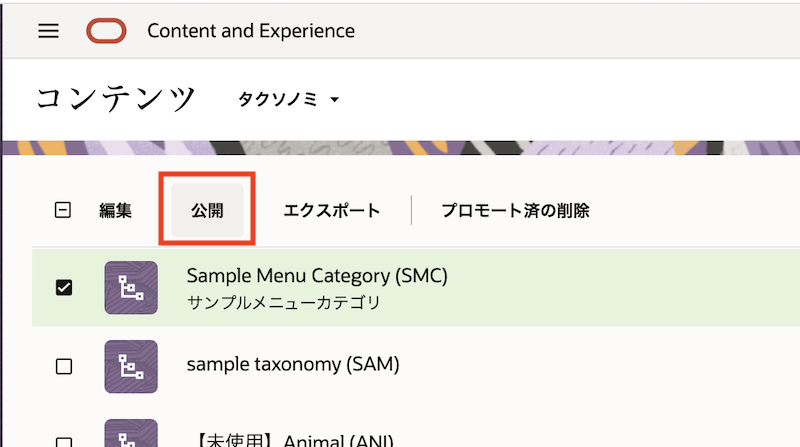 Content and Experience
コンテンツ タクソノミ
編集 公開 エクスポート プロモート済の削除
Sample Menu Category (SMC)
サンプルメニューカテゴリ
sample taxonomy (SAM)
【未使用】Animal (ANI)